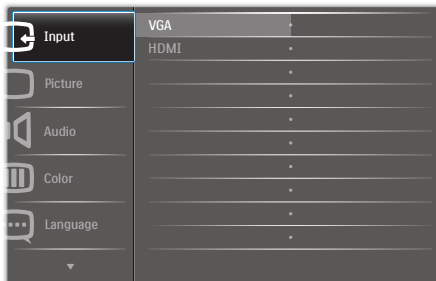 Input
VGA
HDMI
Picture
Audio
Color
Language